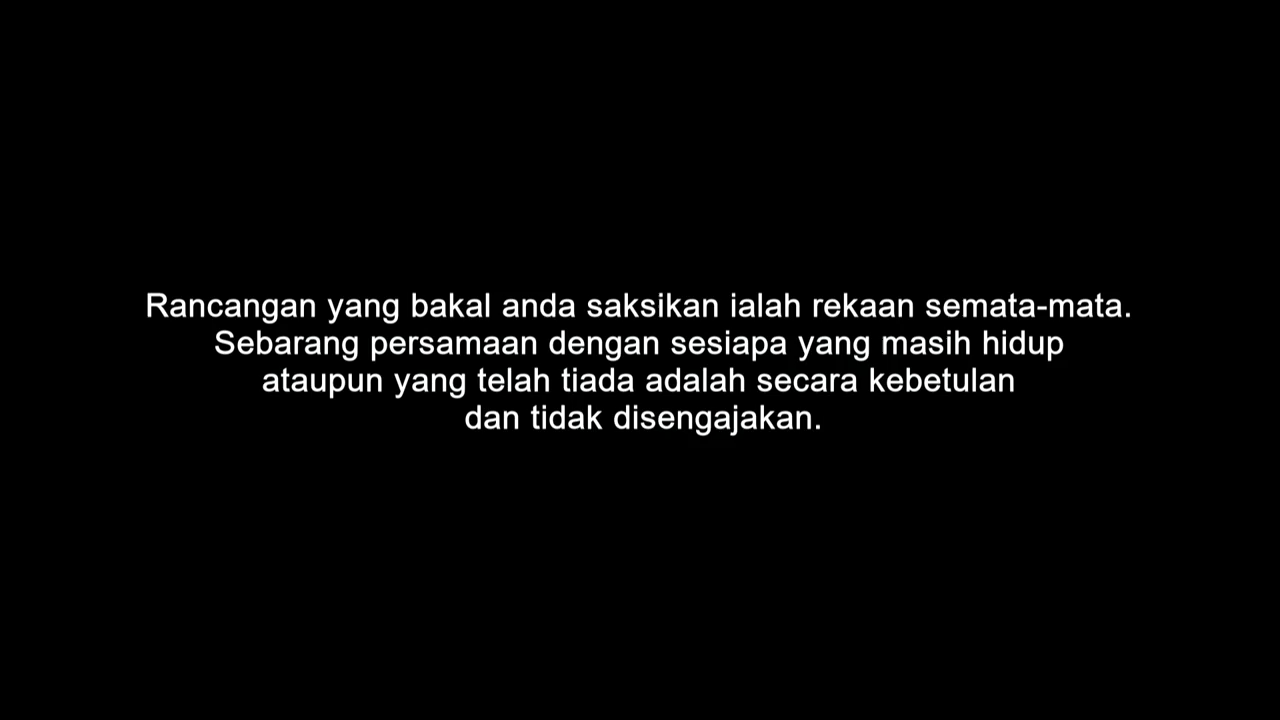 Rancangan yang bakal anda saksikan ialah rekaan semata-mata.
Sebarang persamaan dengan sesiapa yang masih hidup
ataupun yang telah tiada adalah secara kebetulan
dan tidak disengajakan.